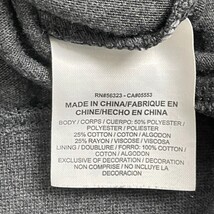 RN#56323 - CA#05553
MADE IN CHINA/FABRIQUE EN
CHINE/HECHO EN CHINA
BODY / CORPS / CUERPO: 50% POLYESTER /
POLYESTER / POLIESTER
25% COTTON / COTON / ALGODON
25% RAYON / VISCOSE / VISCOSA
LINING / DOUBLURE / FORRO: 100% COTTON /
COTON / ALGODON
EXCLUSIVE OF DECORATION / DECORATION
NON COMPRISE / NO INCLUYE LA
DECORACION